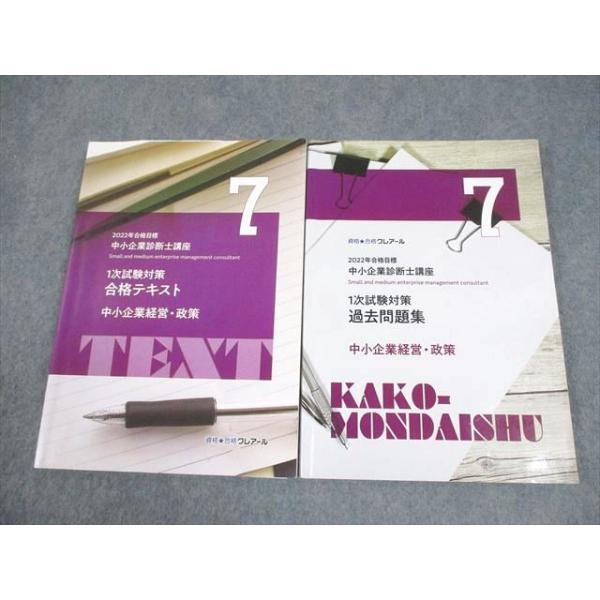 7
2022年合格目標
中小企業診断士講座
Small and medium enterprise management consultant
1次試験対策
合格テキスト
中小企業経営・政策
TEXT
資格★合格クレアール
7
資格★合格クレアール
2022年合格目標
中小企業診断士講座
Small and medium enterprise management consultant
1次試験対策
過去問題集
中小企業経営・政策
KAKO-
MONDAISHU